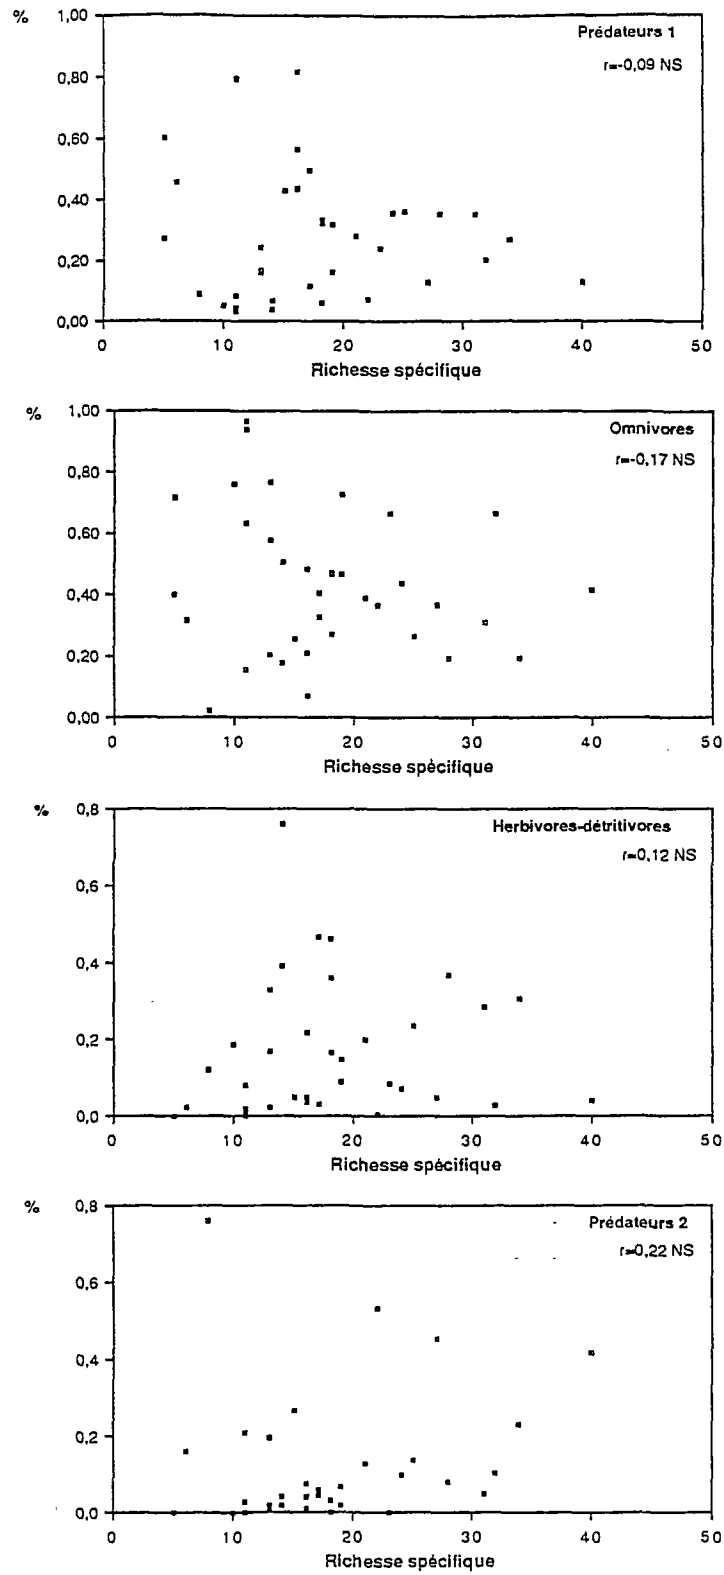 %
1,00
Prédateurs 1
r=-0,09 NS
0,80
0,60
0,40
0,20
0,00
0 10 20 30 40 50
Richesse spécifique
%
1,00
Omnivores
r=-0,17 NS
0,80
0,60
0,40
0,20
0,00
0 10 20 30 40 50
Richesse spécifique
%
0,8
Herbivores-détritivores
r=0,12 NS
0,6
0,4
0,2
0,0
0 10 20 30 40 50
Richesse spécifique
%
0,8
Prédateurs 2
r=0,22 NS
0,6
0,4
0,2
0,0
0 10 20 30 40 50
Richesse spécifique